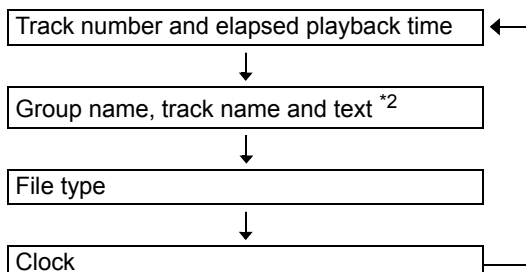 Track number and elapsed playback time
Group name, track name and text *2
File type
Clock